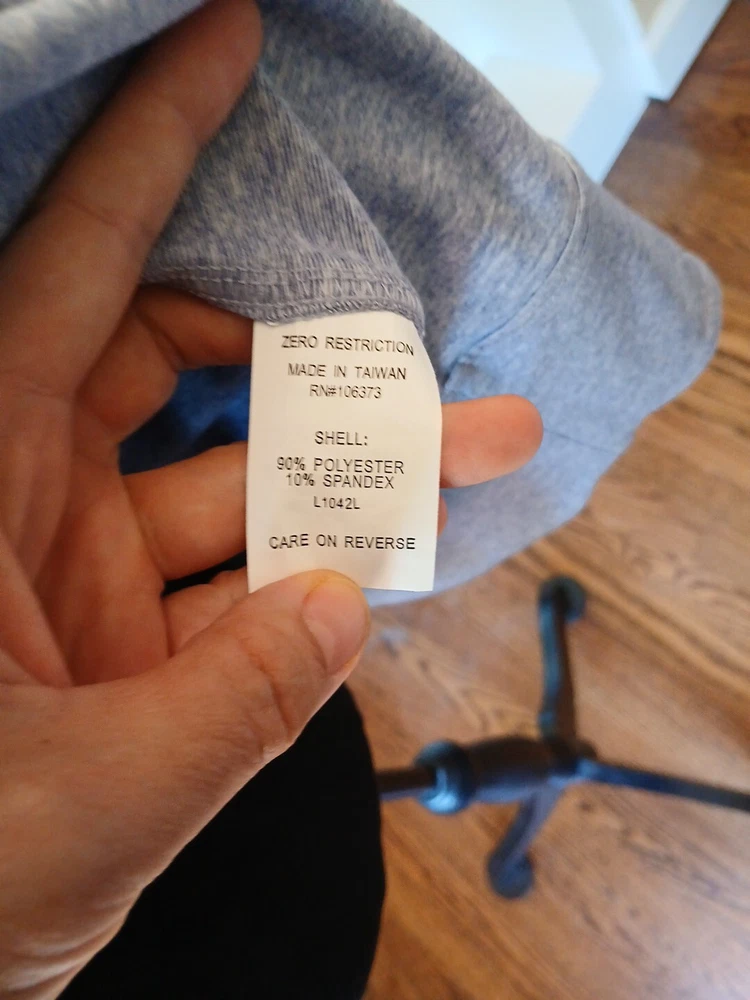 ZERO RESTRICTION
MADE IN TAIWAN
RN#106373
SHELL:
90% POLYESTER
10% SPANDEX
L1042L
CARE ON REVERSE